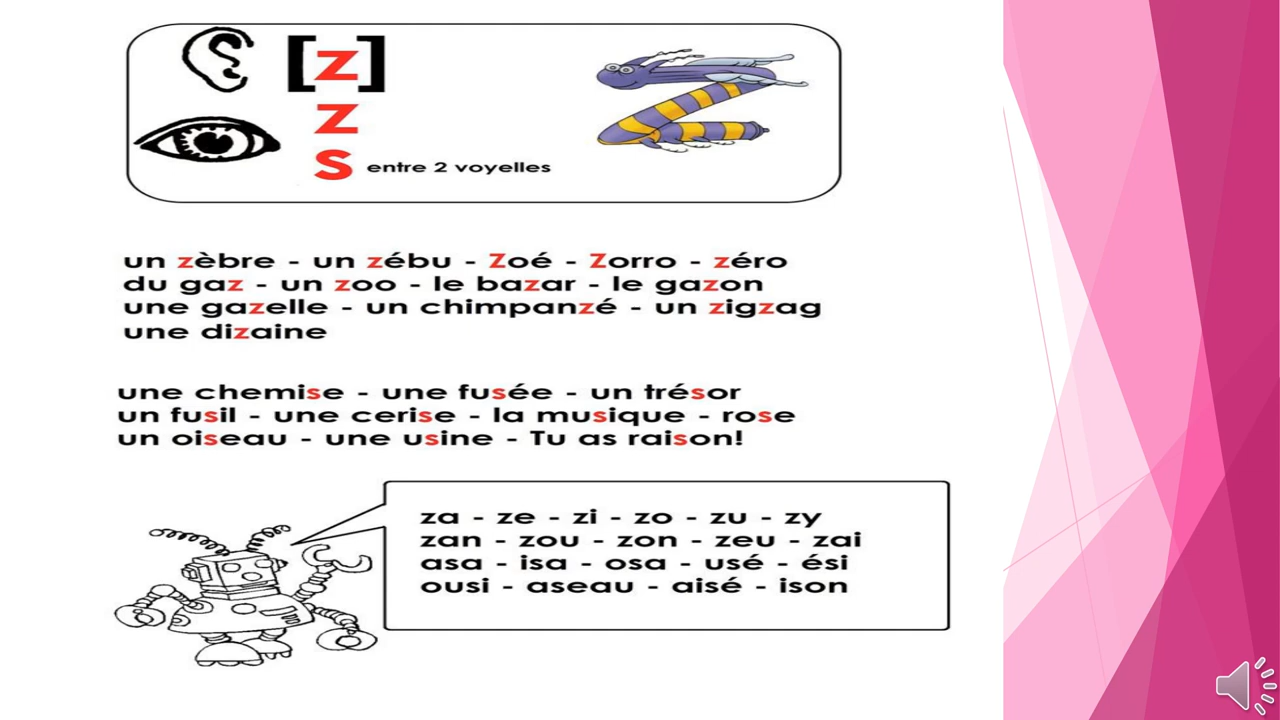 [z]
z
s entre 2 voyelles
un zèbre - un zébu - Zoé - Zorro - zéro
du gaz - un zoo - le bazar - le gazon
une gazelle - un chimpanzé - un zigzag
une dizaine
une chemise - une fusée - un trésor
un fusil - une cerise - la musique - rose
un oiseau - une usine - Tu as raison!
za - ze - zi - zo - zu - zy
zan - zou - zon - zeu - zai
asa - isa - osa - usé - ési
ousi - aseau - aisé - ison